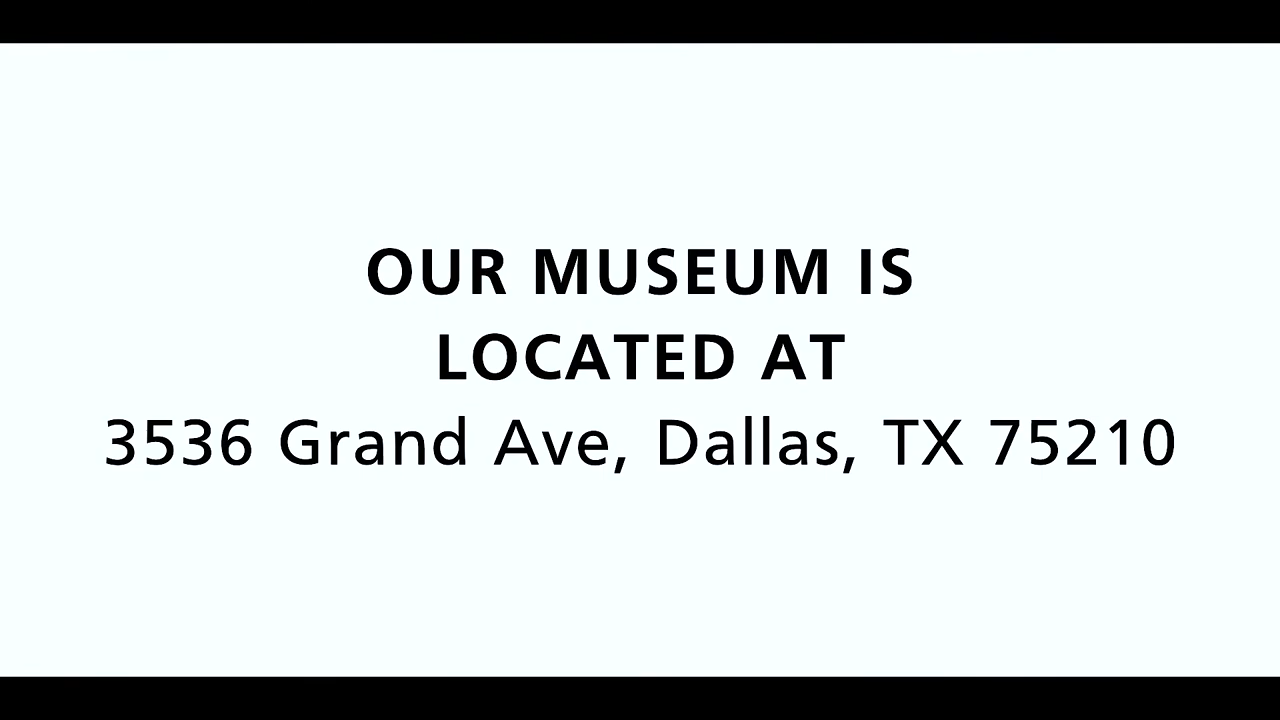 OUR MUSEUM IS
LOCATED AT
3536 Grand Ave, Dallas, TX 75210